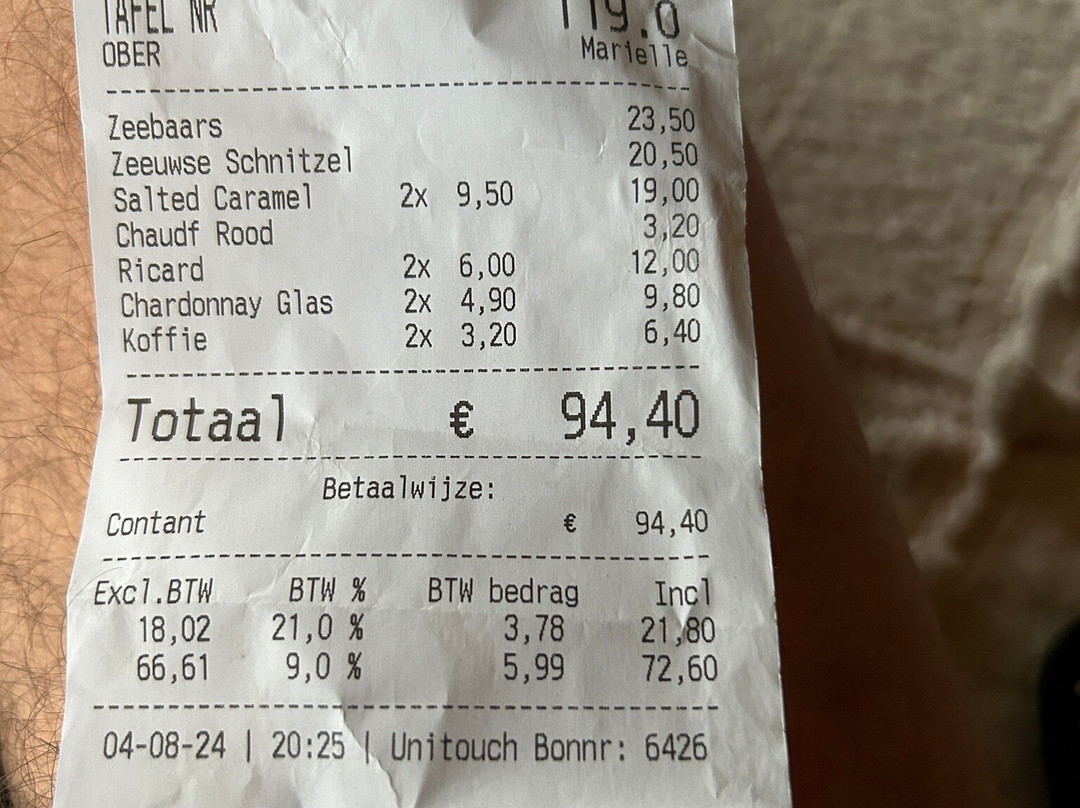 TAFEL NR 119.0
OBER Marielle
Zeebaars 23,50
Zeeuwse Schnitzel 20,50
Salted Caramel 2x 9,50 19,00
Chaudf Rood 3,20
Ricard 2x 6,00 12,00
Chardonnay Glas 2x 4,90 9,80
Koffie 2x 3,20 6,40
Totaal € 94,40
Betaalwijze:
Contant € 94,40
Excl.BTW BTW % BTW bedrag Incl
18,02 21,0 % 3,78 21,80
66,61 9,0 % 5,99 72,60
04-08-24 | 20:25 | Unitouch Bonnr: 6426